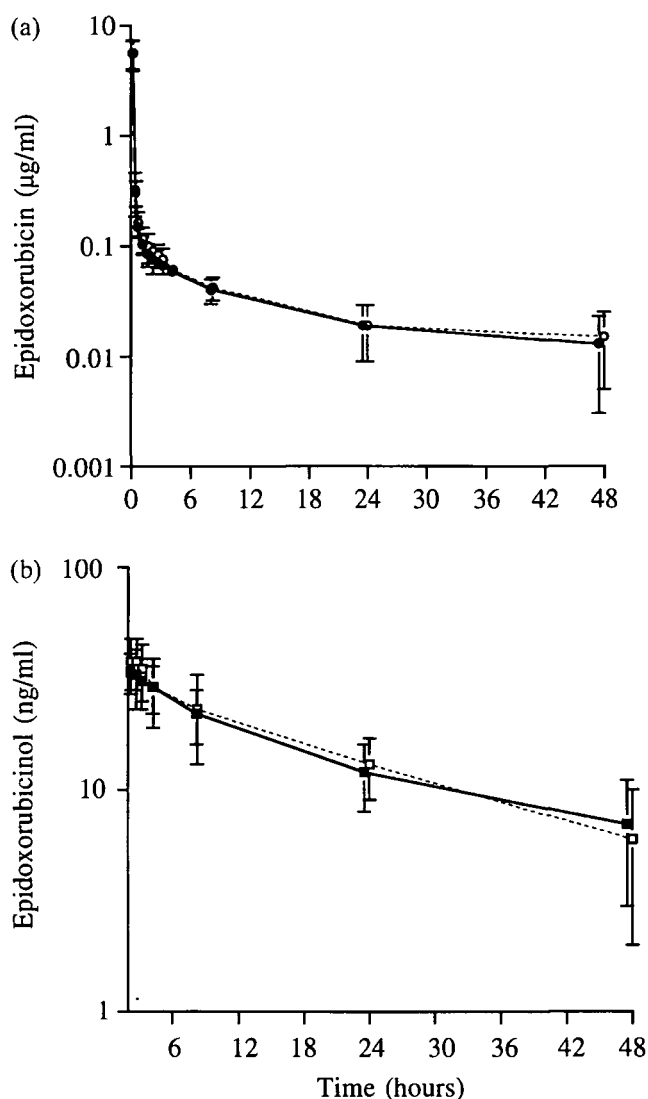 (a)
Epidoxorubicin (μg/ml)
10
1
0.1
0.01
0.001
0 6 12 18 24 30 36 42 48
(b)
Epidoxorubicinol (ng/ml)
100
10
1
6 12 18 24 30 36 42 48
Time (hours)